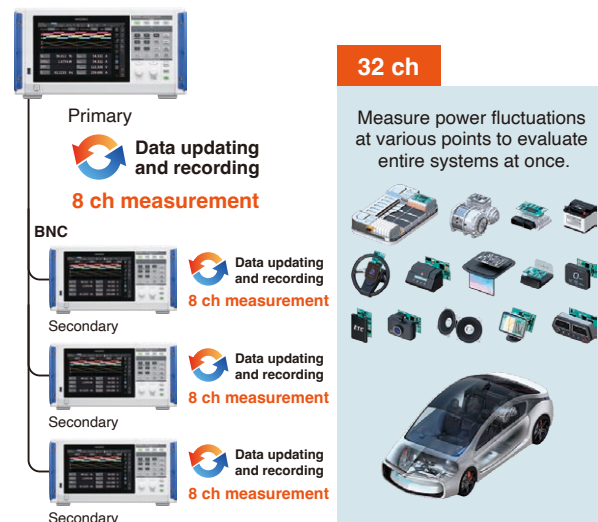 Primary
Data updating
and recording
8 ch measurement
BNC
Data updating
and recording
8 ch measurement
Secondary
Data updating
and recording
8 ch measurement
Secondary
Data updating
and recording
8 ch measurement
Secondary
32 ch
Measure power fluctuations
at various points to evaluate
entire systems at once.
ETC